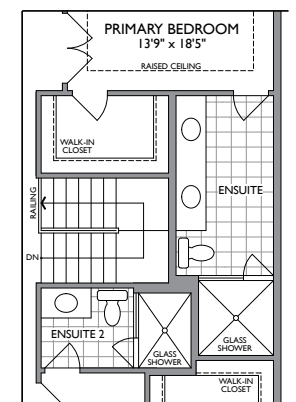 PRIMARY BEDROOM
13'9" x 18'5"
RAISED CEILING
WALK-IN
CLOSET
ENSUITE
RAILING
DN
ENSUITE 2
GLASS
SHOWER
GLASS
SHOWER
WALK-IN
CLOSET